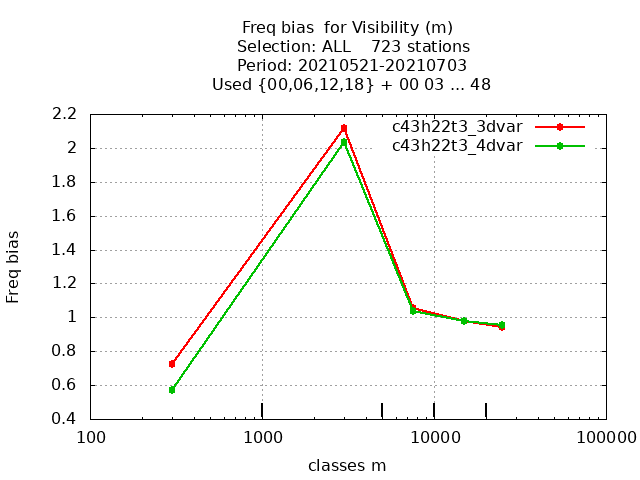 Freq bias  for Visibility (m)
Selection: ALL    723 stations
Period: 20210521-20210703
Used {00,06,12,18} + 00 03 ... 48
c43h22t3_3dvar
c43h22t3_4dvar
Freq bias
2.2
2
1.8
1.6
1.4
1.2
1
0.8
0.6
0.4
100
1000
10000
100000
classes m